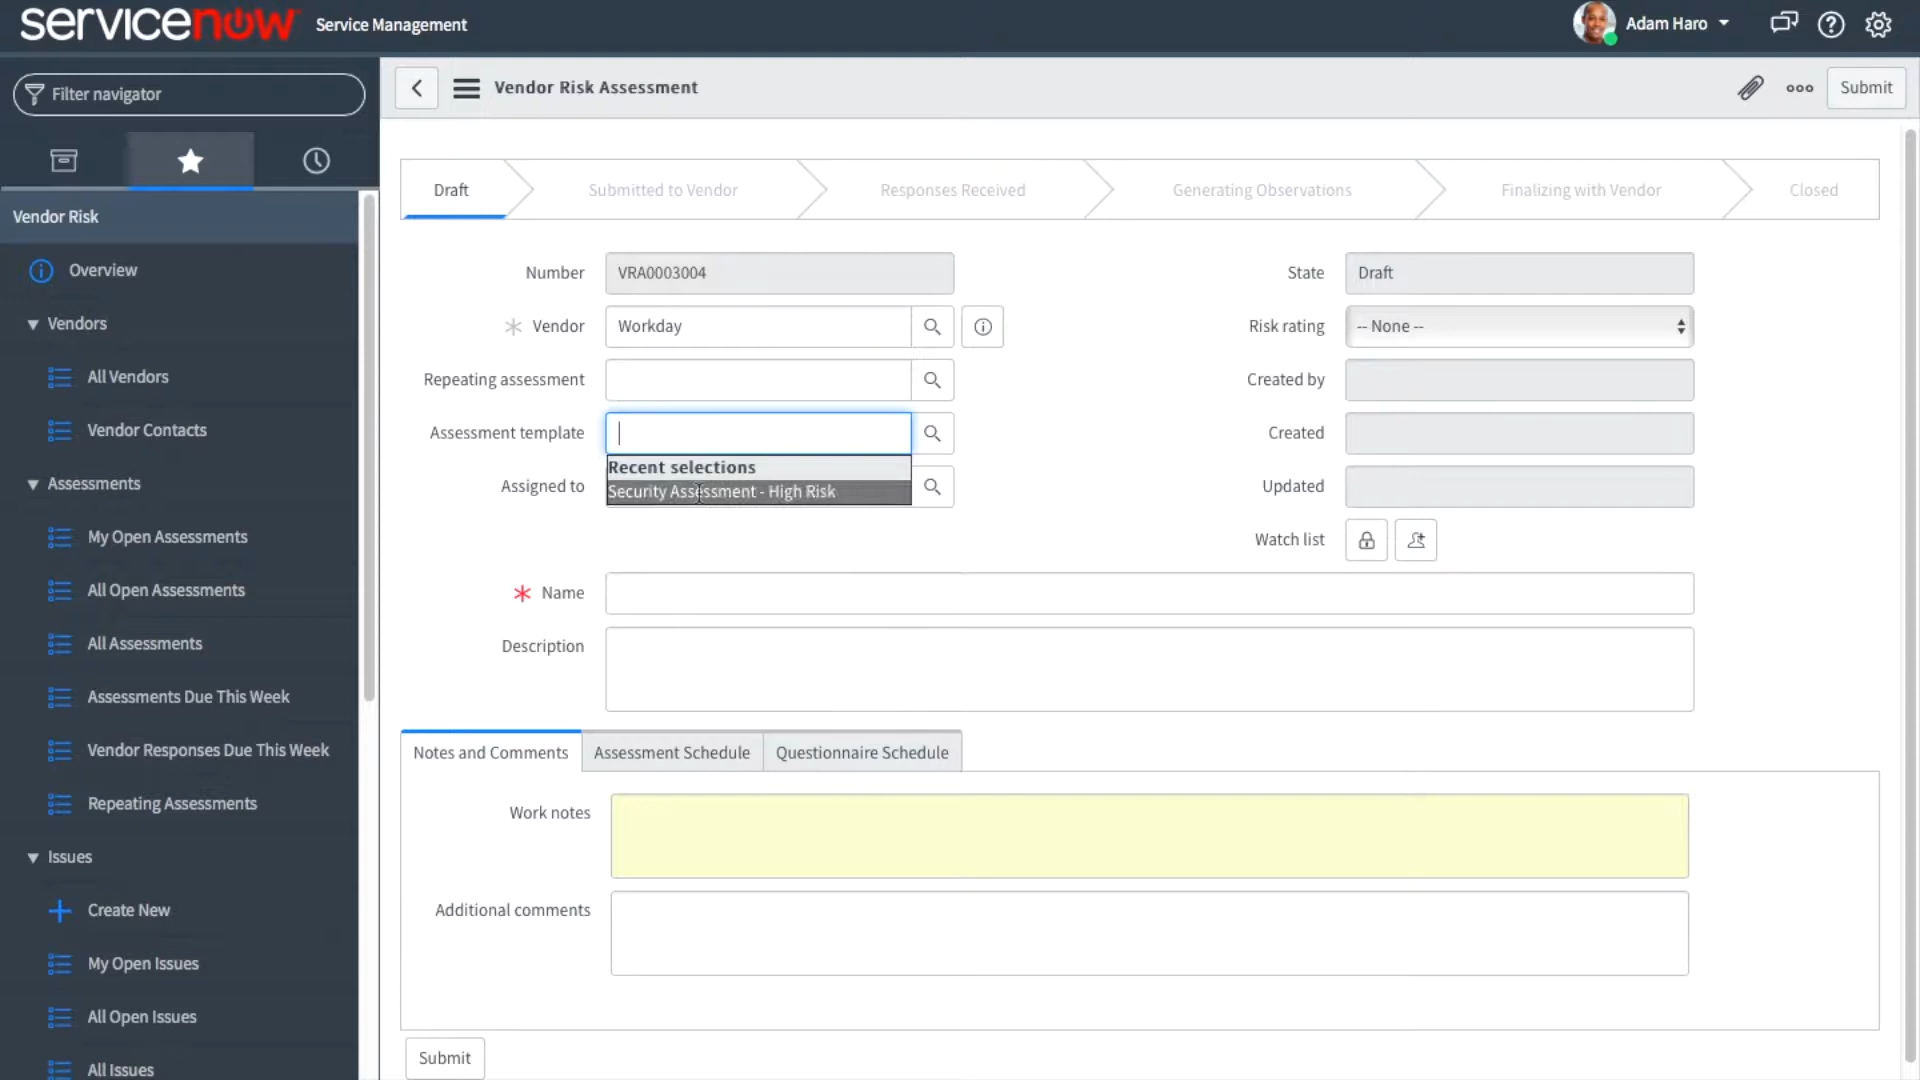 servicenow Service Management
Adam Haro
Filter navigator
Vendor Risk
Overview
Vendors
All Vendors
Vendor Contacts
Assessments
My Open Assessments
All Open Assessments
All Assessments
Assessments Due This Week
Vendor Responses Due This Week
Repeating Assessments
Issues
Create New
My Open Issues
All Open Issues
All Issues
Vendor Risk Assessment
Submit
Draft
Submitted to Vendor
Responses Received
Generating Observations
Finalizing with Vendor
Closed
Number VRA0003004
Vendor Workday
Repeating assessment
Assessment template
Recent selections
Security Assessment - High Risk
Assigned to
State Draft
Risk rating -- None --
Created by
Created
Updated
Watch list
* Name
Description
Notes and Comments
Assessment Schedule
Questionnaire Schedule
Work notes
Additional comments
Submit